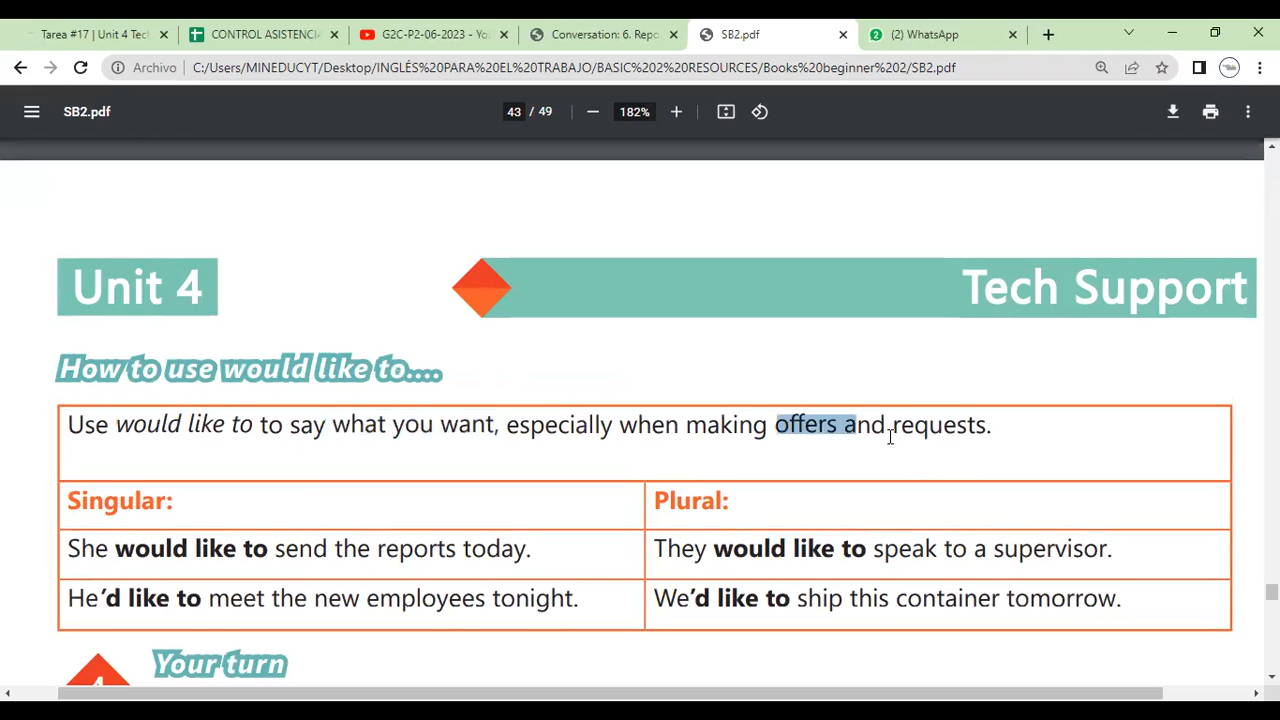 Tarea #17 | Unit 4 Tech
CONTROL ASISTENCIA
G2C-P2-06-2023 - You
Conversation: 6. Repo
SB2.pdf
(2) WhatsApp
Archivo
C:/Users/MINEDUCYT/Desktop/INGLÉS%20PARA%20EL%20TRABAJO/BASIC%202%20RESOURCES/Books%20beginner%202/SB2.pdf
SB2.pdf
43 / 49
182%
Unit 4
Tech Support
How to use would like to....
Use would like to to say what you want, especially when making offers and requests.
Singular:
Plural:
She would like to send the reports today.
They would like to speak to a supervisor.
He'd like to meet the new employees tonight.
We'd like to ship this container tomorrow.
Your turn